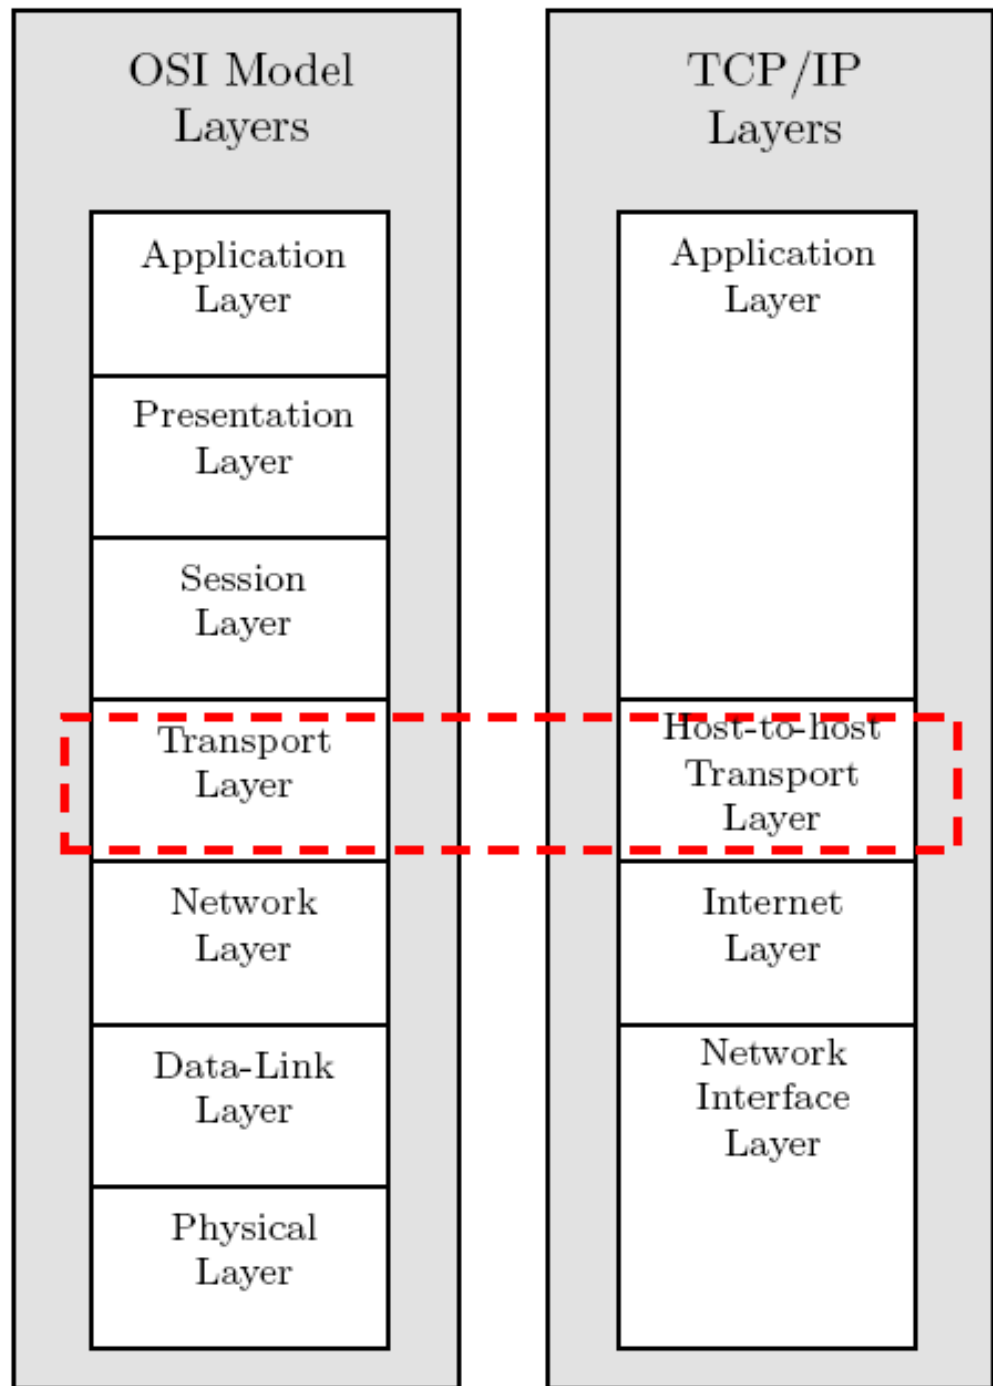 OSI Model
Layers
Application
Layer
Presentation
Layer
Session
Layer
Transport
Layer
Network
Layer
Data-Link
Layer
Physical
Layer
TCP/IP
Layers
Application
Layer
Host-to-host
Transport
Layer
Internet
Layer
Network
Interface
Layer